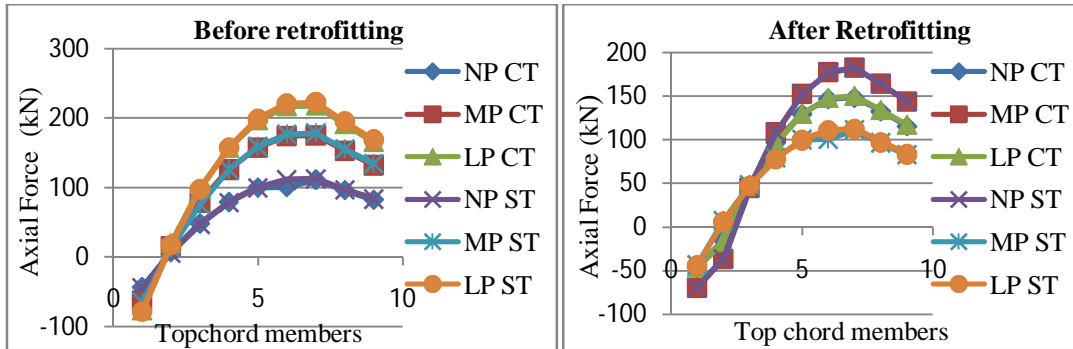 Before retrofitting
300
200
100
0
-100
0
5
10
Axial Force (kN)
Topchord members
NP CT
MP CT
LP CT
NP ST
MP ST
LP ST
After Retrofitting
200
150
100
50
0
-50
-100
0
5
10
Axial Force (kN)
Top chord members
NP CT
MP CT
LP CT
NP ST
MP ST
LP ST